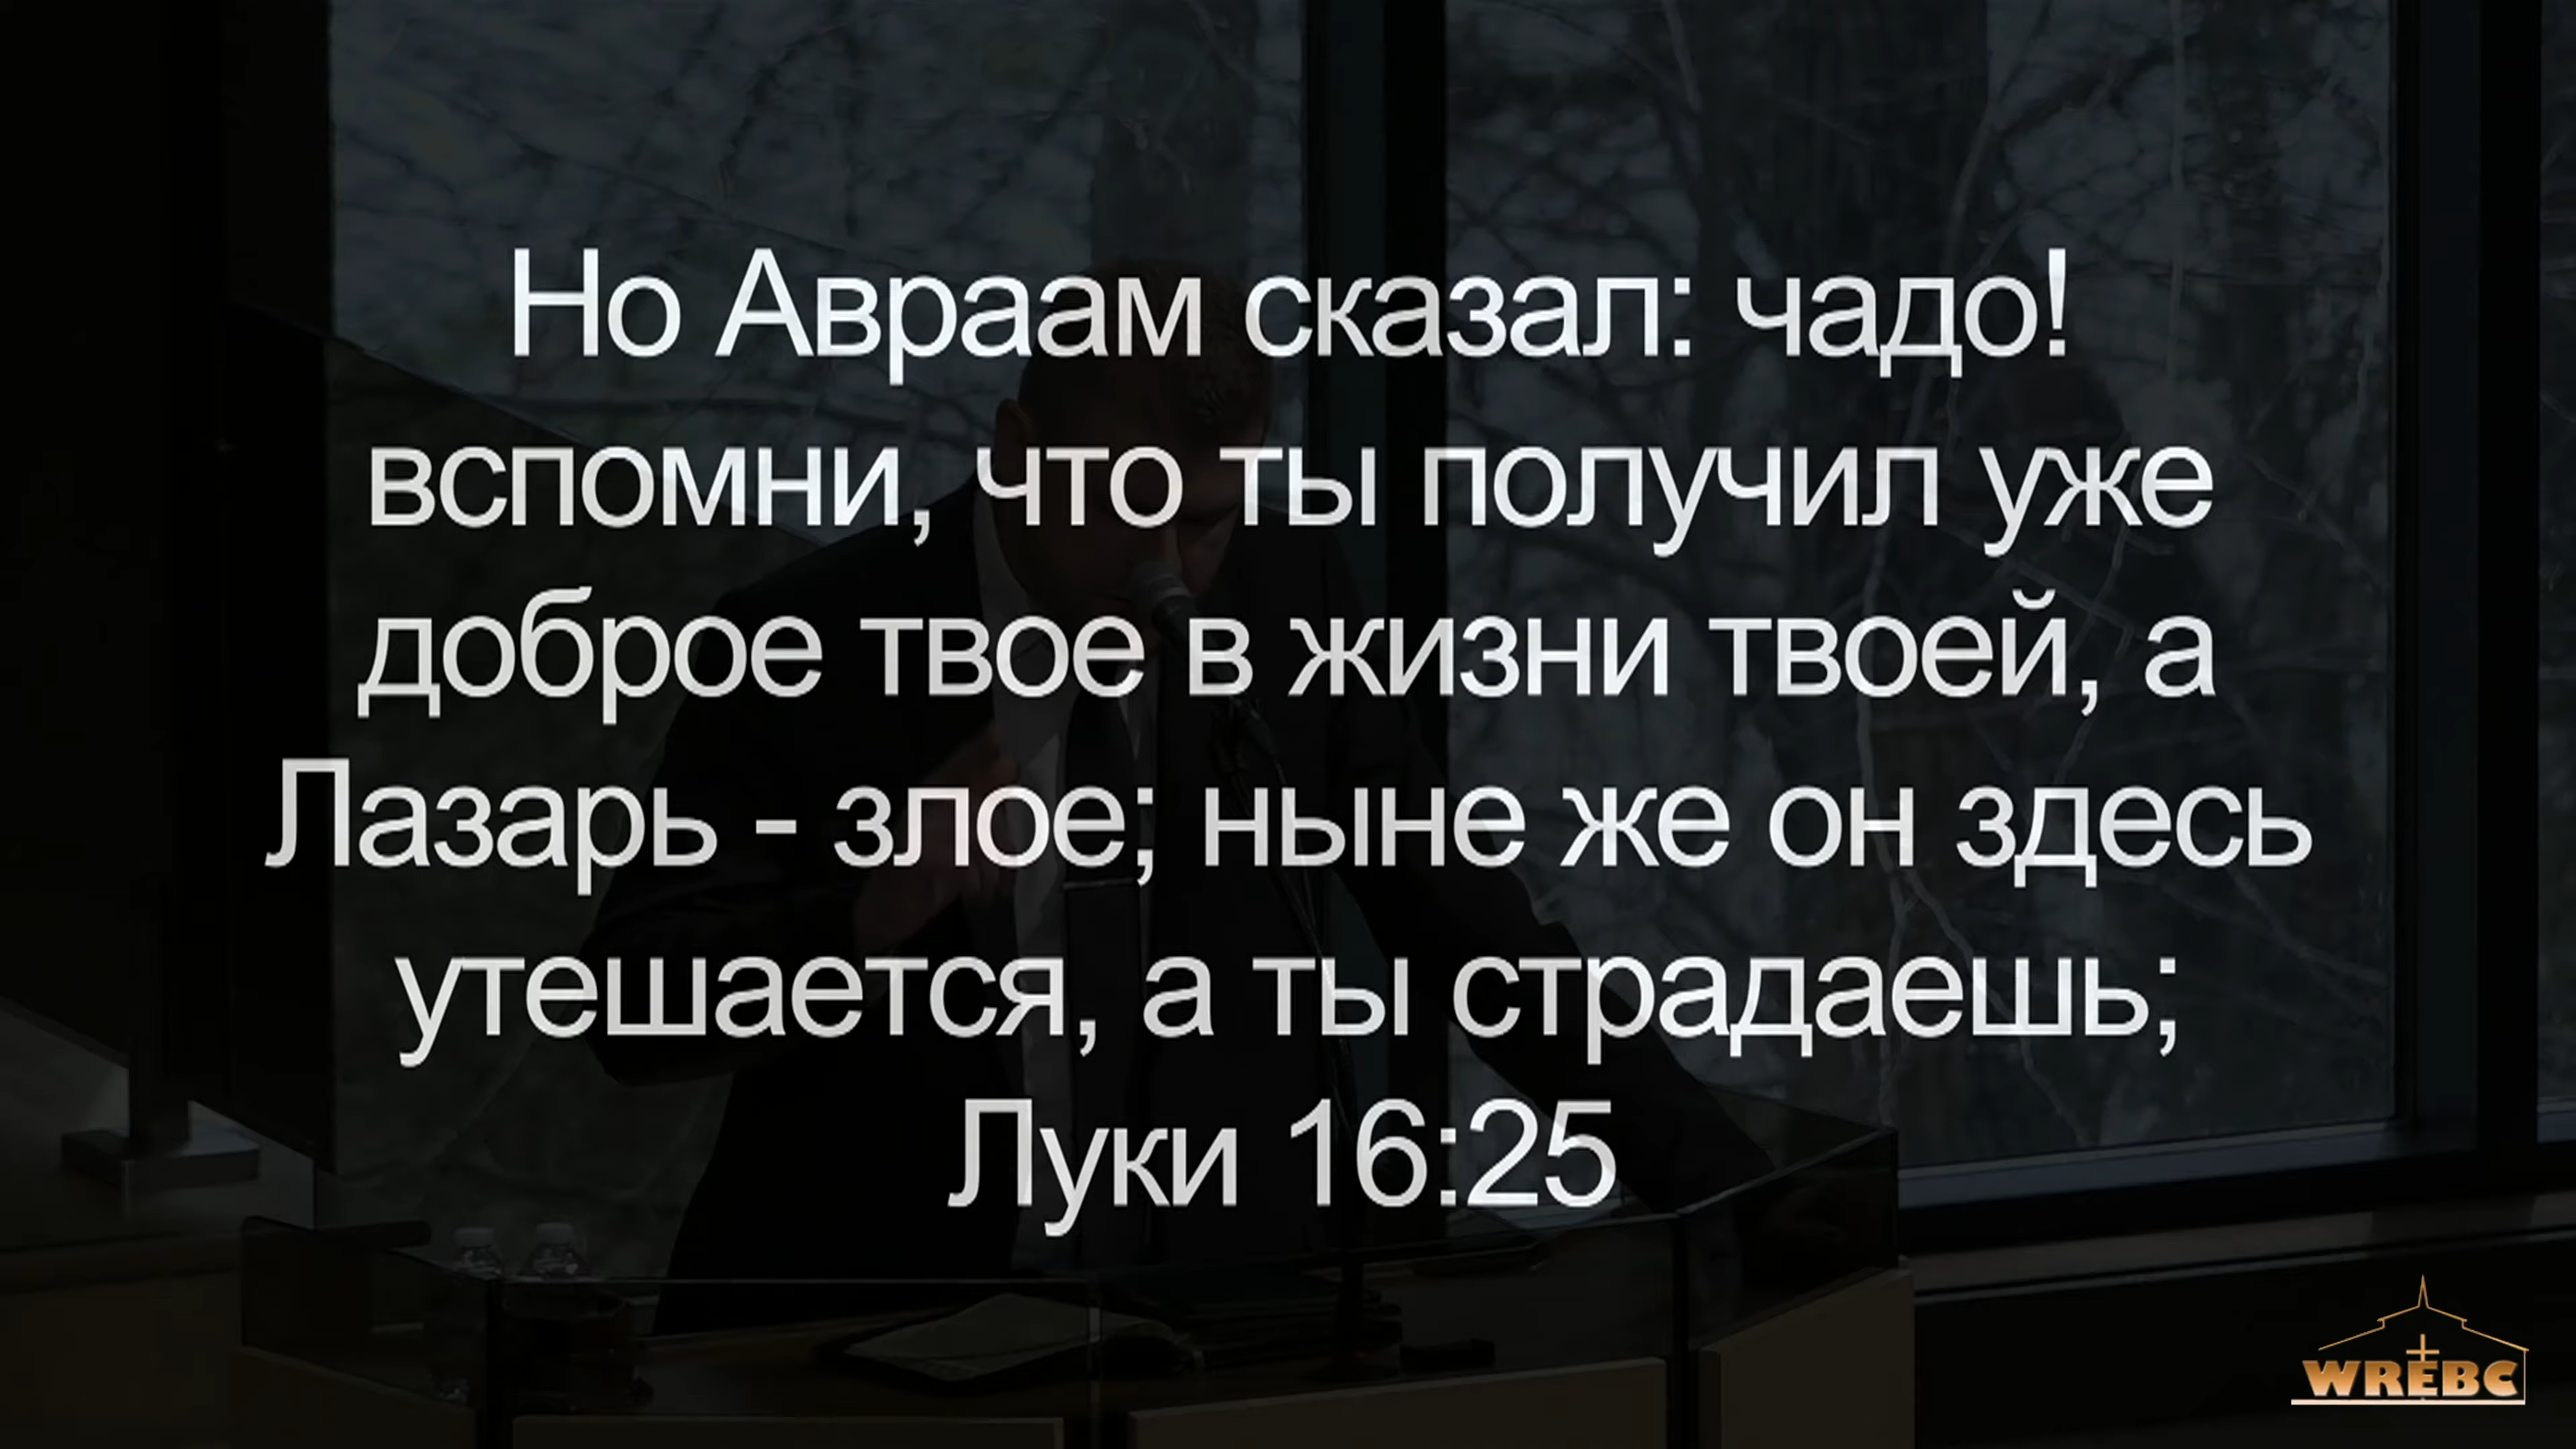 Но Авраам сказал: чадо!
вспомни, что ты получил уже
доброе твое в жизни твоей, а
Лазарь - злое; ныне же он здесь
утешается, а ты страдаешь;
Луки 16:25
WREBC